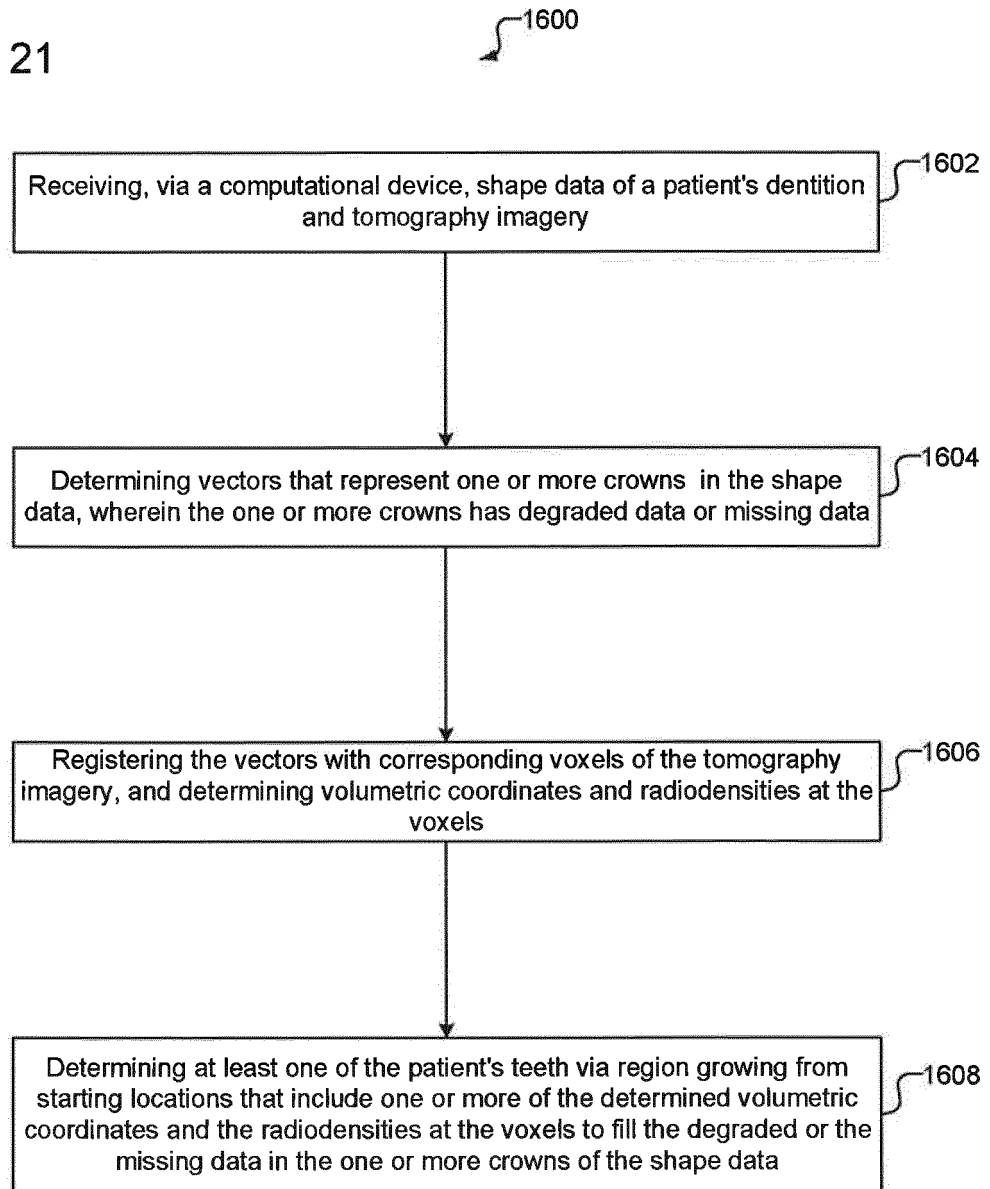 1600
21
1602
Receiving, via a computational device, shape data of a patient's dentition
and tomography imagery
1604
Determining vectors that represent one or more crowns in the shape
data, wherein the one or more crowns has degraded data or missing data
1606
Registering the vectors with corresponding voxels of the tomography
imagery, and determining volumetric coordinates and radiodensities at the
voxels
1608
Determining at least one of the patient's teeth via region growing from
starting locations that include one or more of the determined volumetric
coordinates and the radiodensities at the voxels to fill the degraded or the
missing data in the one or more crowns of the shape data